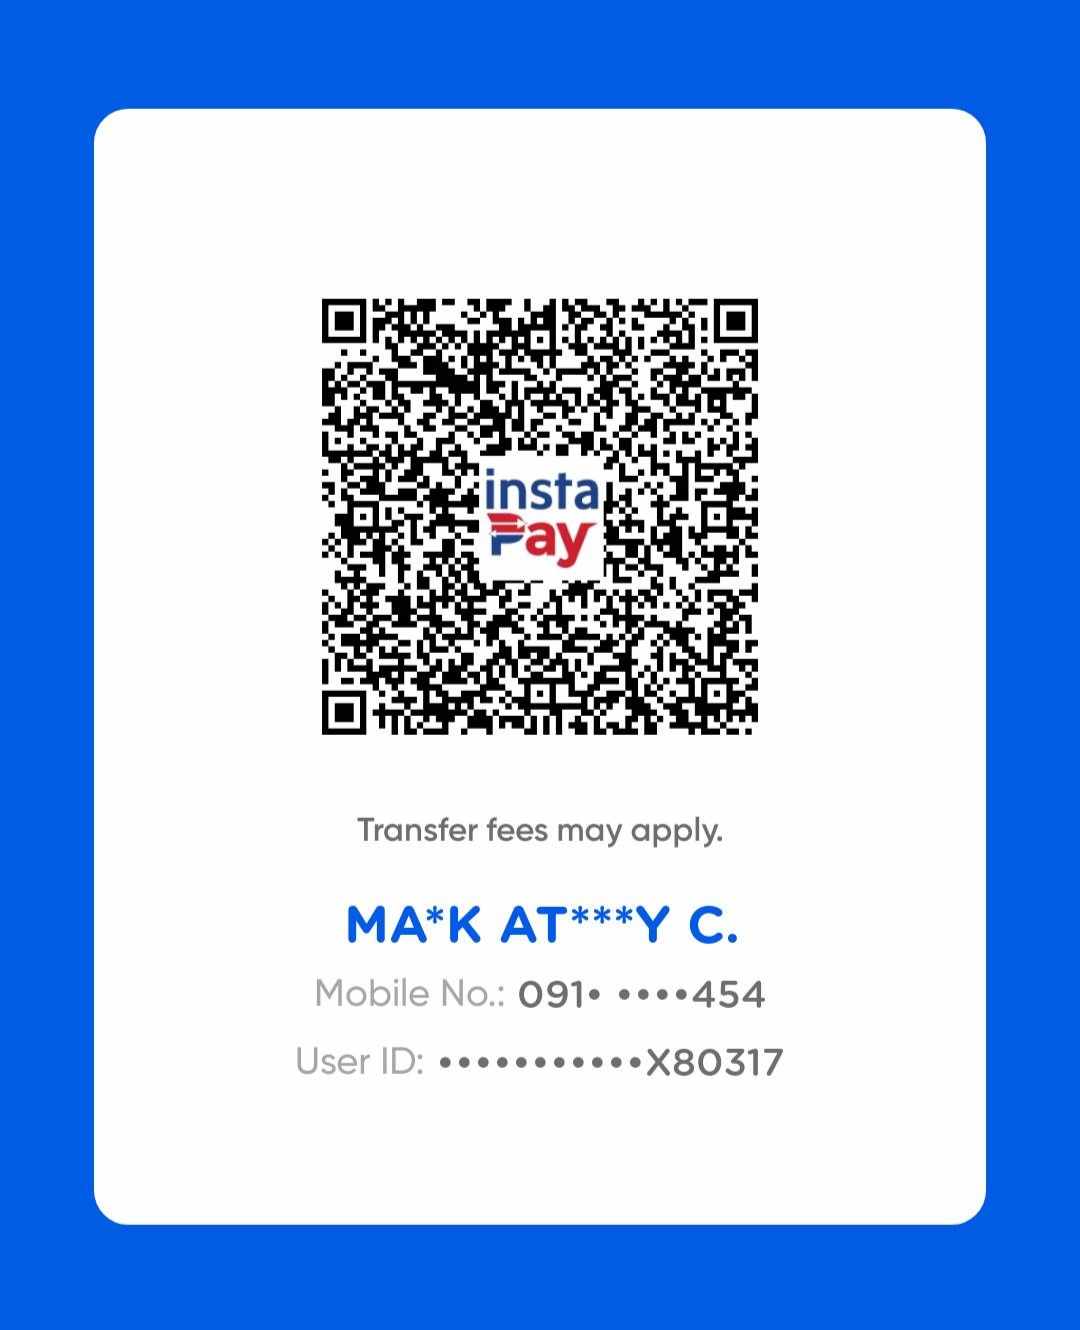 insta
Pay
Transfer fees may apply.
MA*K AT***Y C.
Mobile No.: 091• ••••454
User ID: •••••••••••X80317